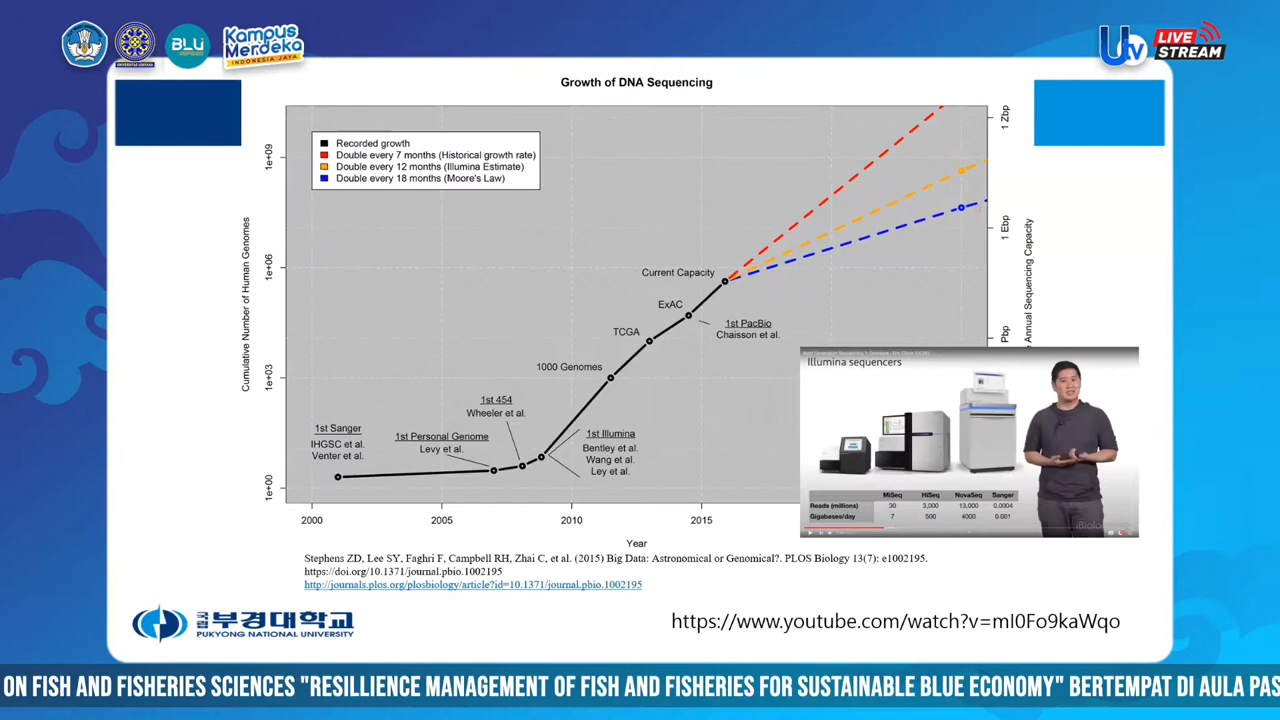 BLU
Kampus
Merdeka
INDONESIA JAYA
Utv
LIVE
STREAM
Growth of DNA Sequencing
Recorded growth
Double every 7 months (Historical growth rate)
Double every 12 months (Illumina Estimate)
Double every 18 months (Moore's Law)
Cumulative Number of Human Genomes
1e+09
1e+06
1e+03
1e+00
1 Zbp
1 Ebp
Pbp
Annual Sequencing Capacity
Current Capacity
ExAC
1st PacBio
Chaisson et al.
TCGA
1000 Genomes
1st 454
Wheeler et al.
1st Sanger
IHGSC et al.
Venter et al.
1st Personal Genome
Levy et al.
1st Illumina
Bentley et al.
Wang et al.
Ley et al.
2000 2005 2010 2015
Year
Illumina sequencers
MiSeq HiSeq NovaSeq Sanger
Reads (millions) 30 3,000 13,000 0.0004
Gigabases/day 7 500 4000 0.001
Stephens ZD, Lee SY, Faghri F, Campbell RH, Zhai C, et al. (2015) Big Data: Astronomical or Genomical?. PLOS Biology 13(7): e1002195.
https://doi.org/10.1371/journal.pbio.1002195
http://journals.plos.org/plosbiology/article?id=10.1371/journal.pbio.1002195
국립 부경대학교
PUKYONG NATIONAL UNIVERSITY
https://www.youtube.com/watch?v=mI0Fo9kaWqo
ON FISH AND FISHERIES SCIENCES "RESILLIENCE MANAGEMENT OF FISH AND FISHERIES FOR SUSTAINABLE BLUE ECONOMY" BERTEMPAT DI AULA PAS